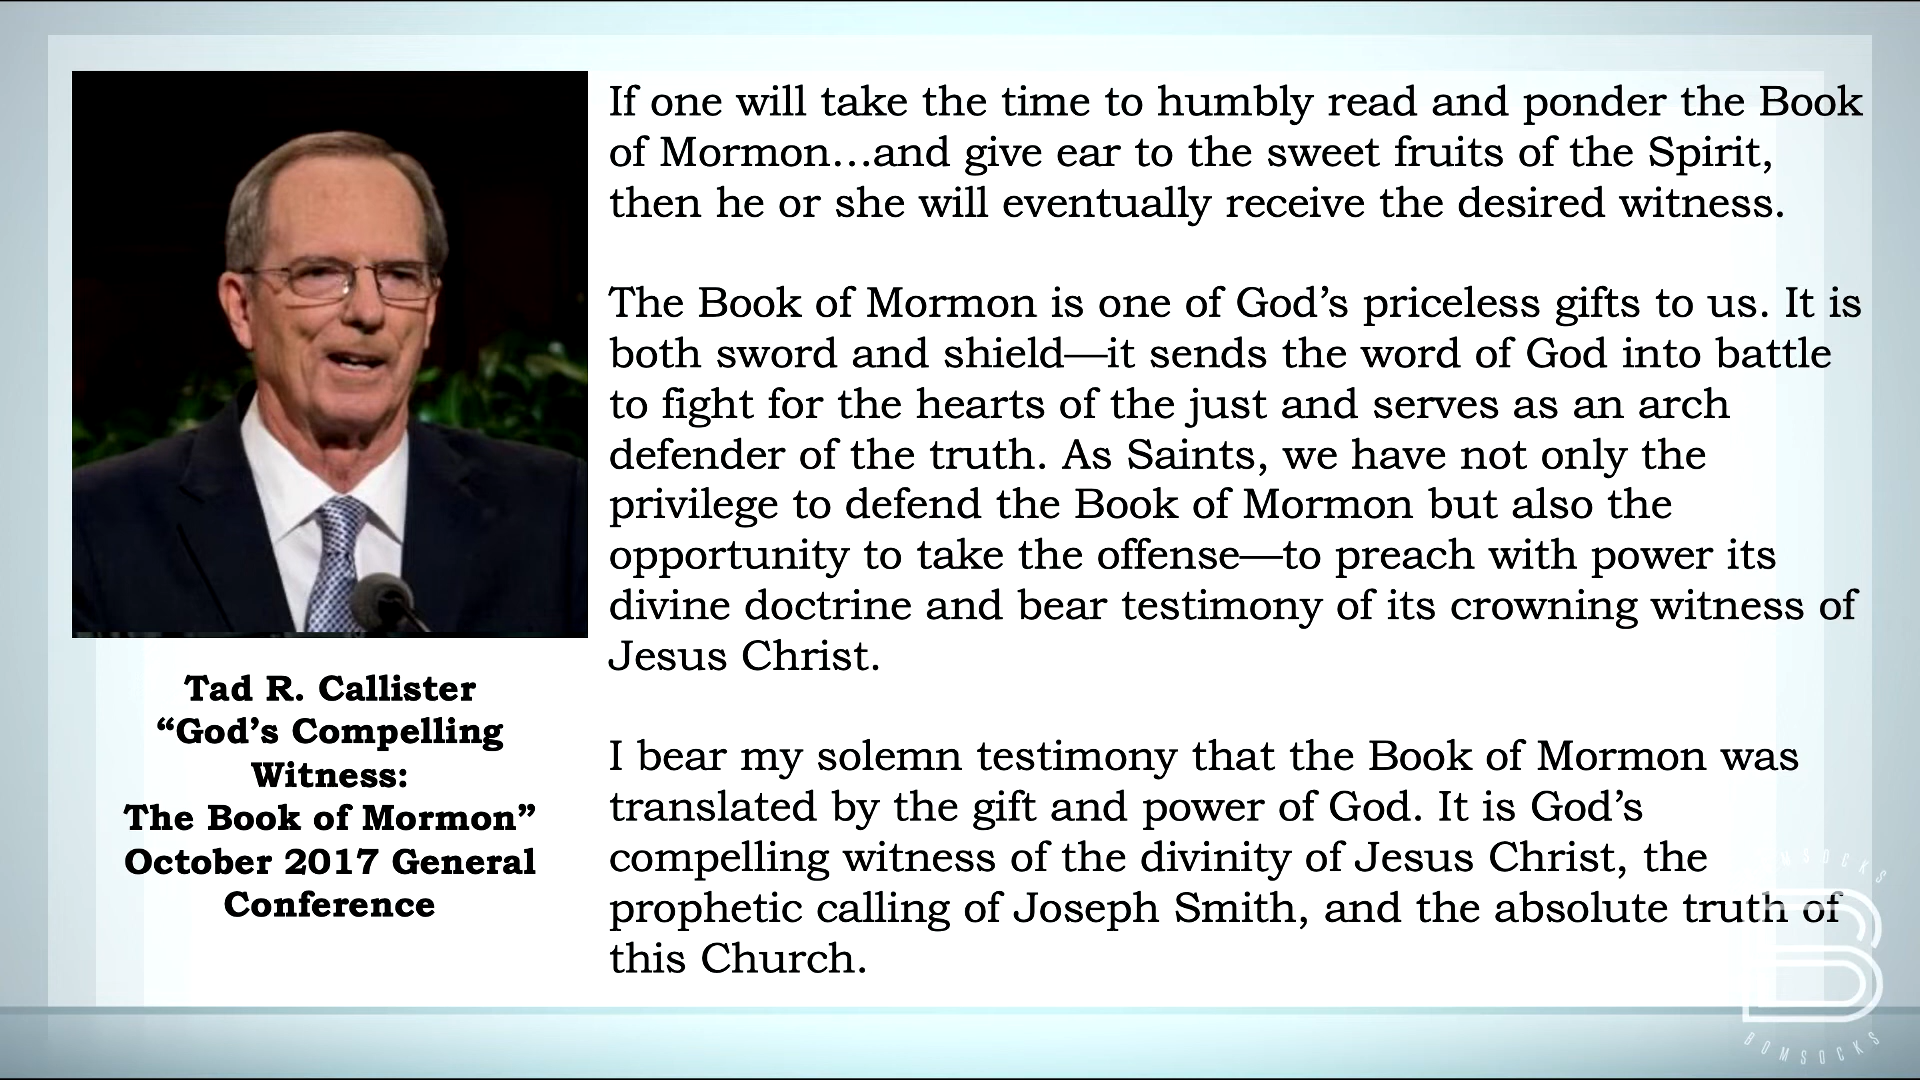 If one will take the time to humbly read and ponder the Book
of Mormon…and give ear to the sweet fruits of the Spirit,
then he or she will eventually receive the desired witness.
The Book of Mormon is one of God’s priceless gifts to us. It is
both sword and shield—it sends the word of God into battle
to fight for the hearts of the just and serves as an arch
defender of the truth. As Saints, we have not only the
privilege to defend the Book of Mormon but also the
opportunity to take the offense—to preach with power its
divine doctrine and bear testimony of its crowning witness of
Jesus Christ.
I bear my solemn testimony that the Book of Mormon was
translated by the gift and power of God. It is God’s
compelling witness of the divinity of Jesus Christ, the
prophetic calling of Joseph Smith, and the absolute truth of
this Church.
Tad R. Callister
“God’s Compelling
Witness:
The Book of Mormon”
October 2017 General
Conference
B
BOMSOCKS